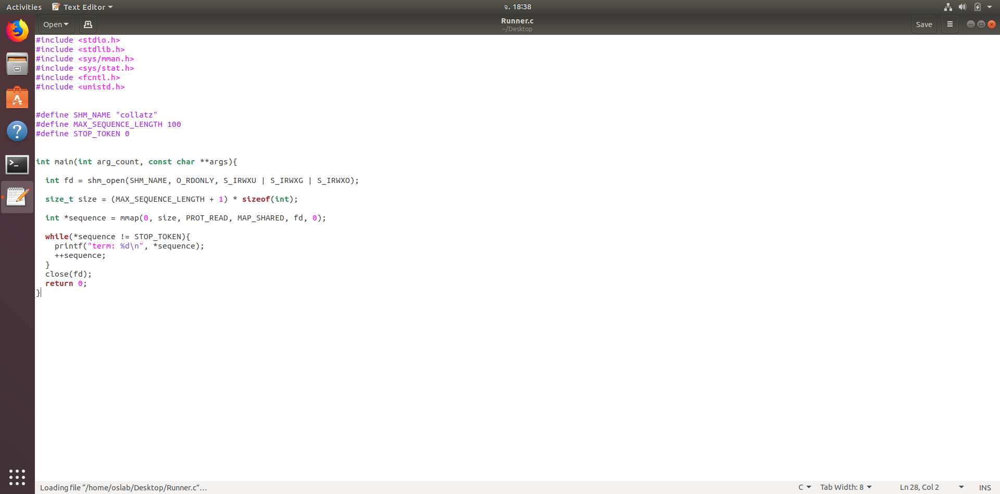 Activities Text Editor จ. 18:38
Open Runner.c Save
~/Desktop
#include <stdio.h>
#include <stdlib.h>
#include <sys/mman.h>
#include <sys/stat.h>
#include <fcntl.h>
#include <unistd.h>
#define SHM_NAME "collatz"
#define MAX_SEQUENCE_LENGTH 100
#define STOP_TOKEN 0
int main(int arg_count, const char **args){
int fd = shm_open(SHM_NAME, O_RDONLY, S_IRWXU | S_IRWXG | S_IRWXO);
size_t size = (MAX_SEQUENCE_LENGTH + 1) * sizeof(int);
int *sequence = mmap(0, size, PROT_READ, MAP_SHARED, fd, 0);
while(*sequence != STOP_TOKEN){
printf("term: %d\n", *sequence);
++sequence;
}
close(fd);
return 0;
}
Loading file “/home/oslab/Desktop/Runner.c”… C Tab Width: 8 Ln 28, Col 2 INS